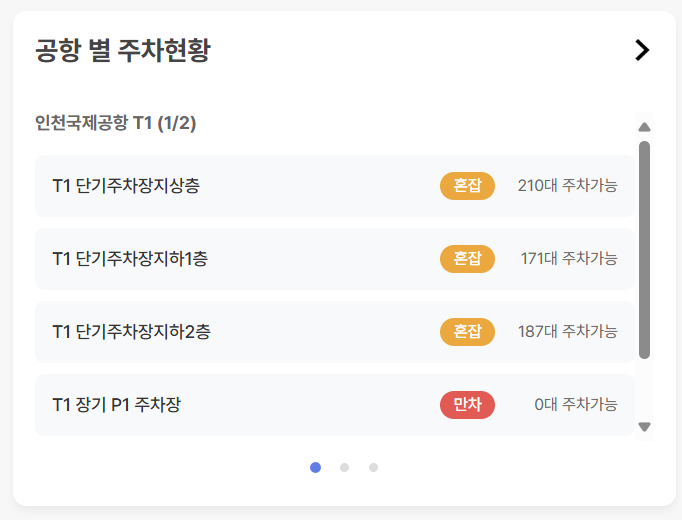 공항 별 주차현황
인천국제공항 T1 (1/2)
T1 단기주차장지상층 혼잡 210대 주차가능
T1 단기주차장지하1층 혼잡 171대 주차가능
T1 단기주차장지하2층 혼잡 187대 주차가능
T1 장기 P1 주차장 만차 0대 주차가능